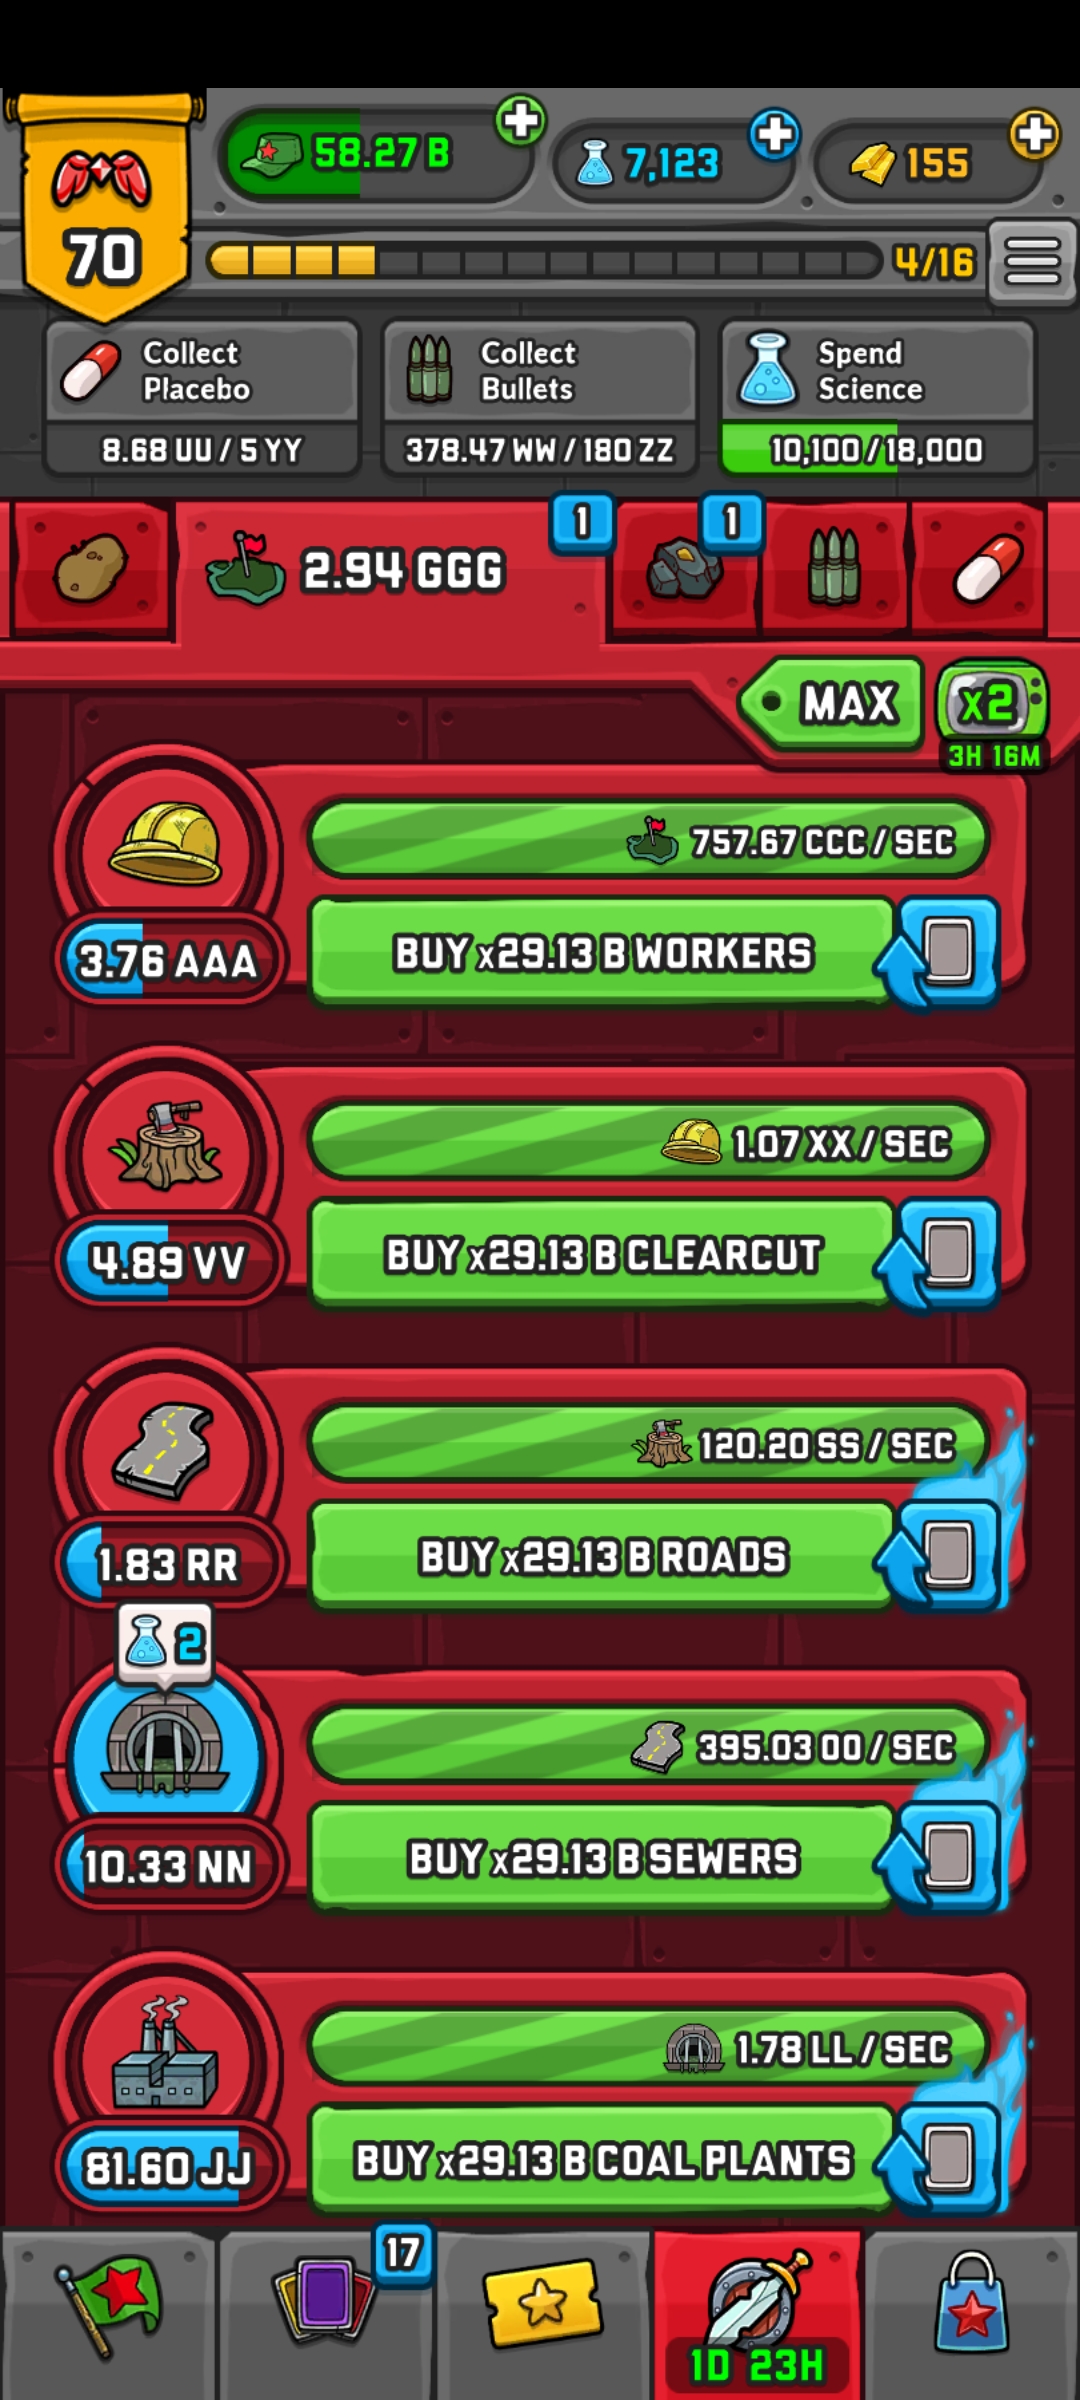 58.27 B
7,123
155
70
4/16
Collect
Placebo
8.68 UU / 5 YY
Collect
Bullets
378.47 WW / 180 ZZ
Spend
Science
10,100 / 18,000
2.94 GGG
1
1
MAX
x2
3H 16M
757.67 CCC / SEC
3.76 AAA
BUY x29.13 B WORKERS
1.07 XX / SEC
4.89 VV
BUY x29.13 B CLEARCUT
120.20 SS / SEC
1.83 RR
BUY x29.13 B ROADS
2
395.03 OO / SEC
10.33 NN
BUY x29.13 B SEWERS
1.78 LL / SEC
81.60 JJ
BUY x29.13 B COAL PLANTS
17
1D 23H